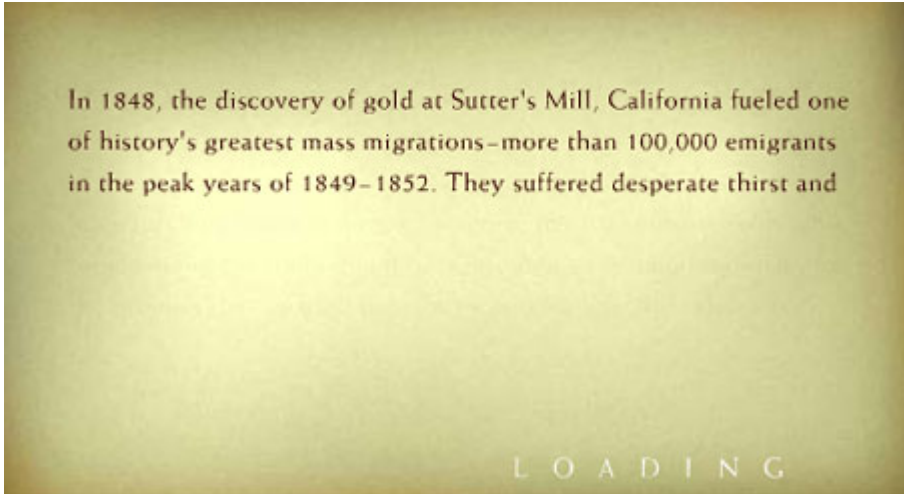 In 1848, the discovery of gold at Sutter's Mill, California fueled one
of history's greatest mass migrations–more than 100,000 emigrants
in the peak years of 1849–1852. They suffered desperate thirst and
LOADING